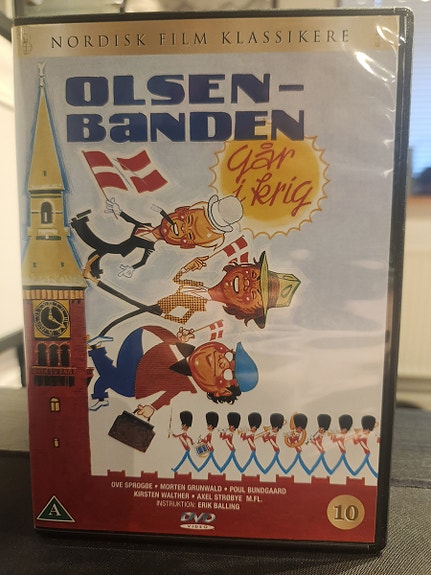 NORDISK FILM KLASSIKERE
OLSEN-
BANDEN
går
i krig
OVE SPROGØE • MORTEN GRUNWALD • POUL BUNDGAARD
KIRSTEN WALTHER • AXEL STRØBYE M.FL.
INSTRUKTION: ERIK BALLING
A
DVD
VIDEO
10